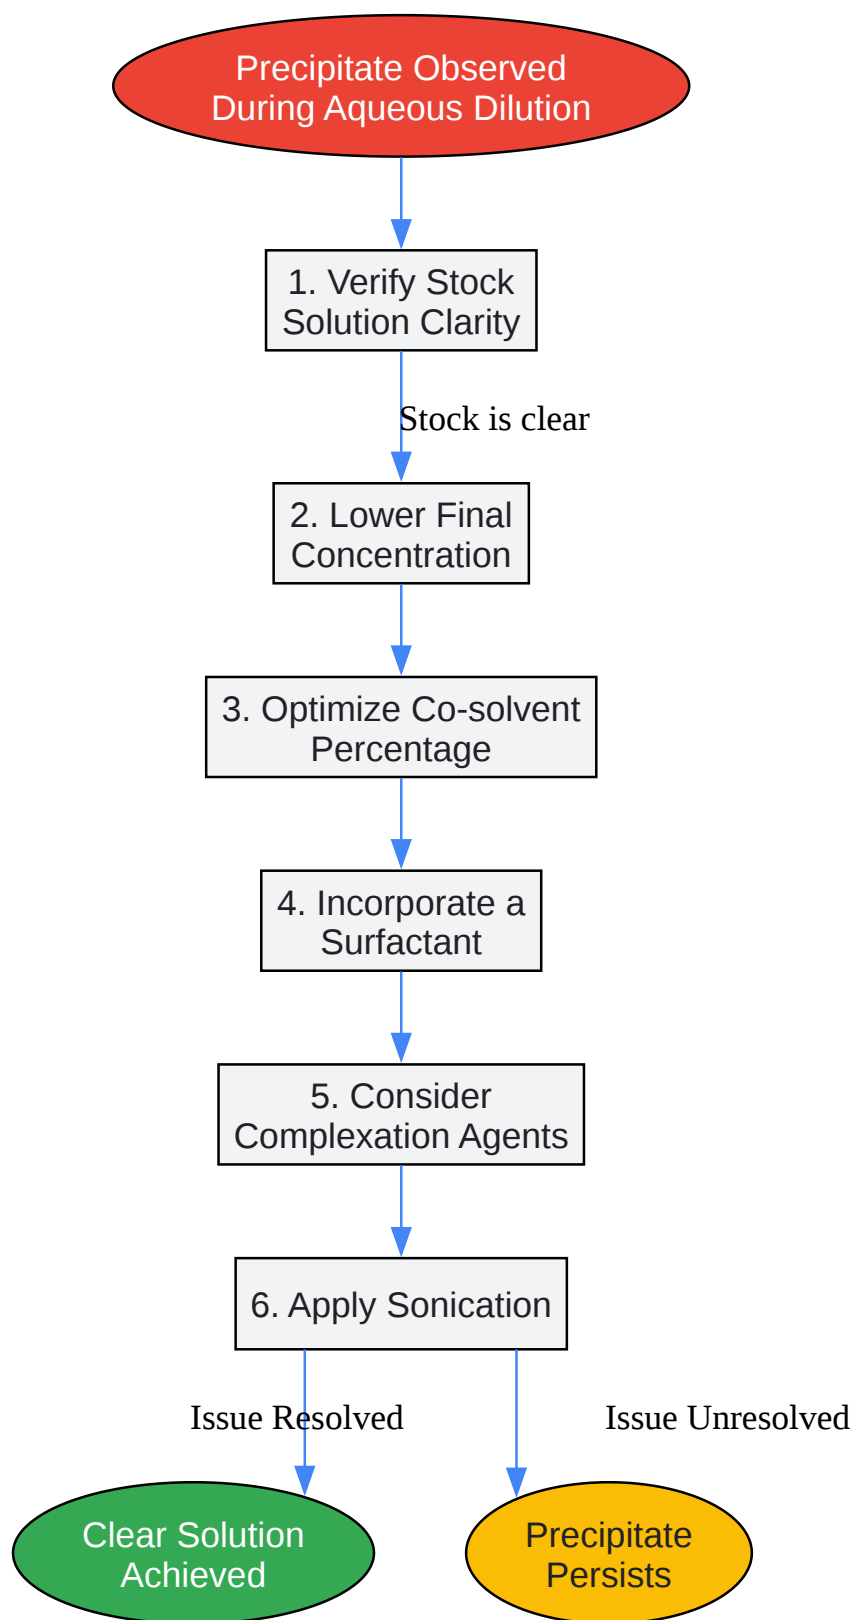 Precipitate Observed
During Aqueous Dilution
1. Verify Stock
Solution Clarity
Stock is clear
2. Lower Final
Concentration
3. Optimize Co-solvent
Percentage
4. Incorporate a
Surfactant
5. Consider
Complexation Agents
6. Apply Sonication
Issue Resolved
Issue Unresolved
Clear Solution
Achieved
Precipitate
Persists